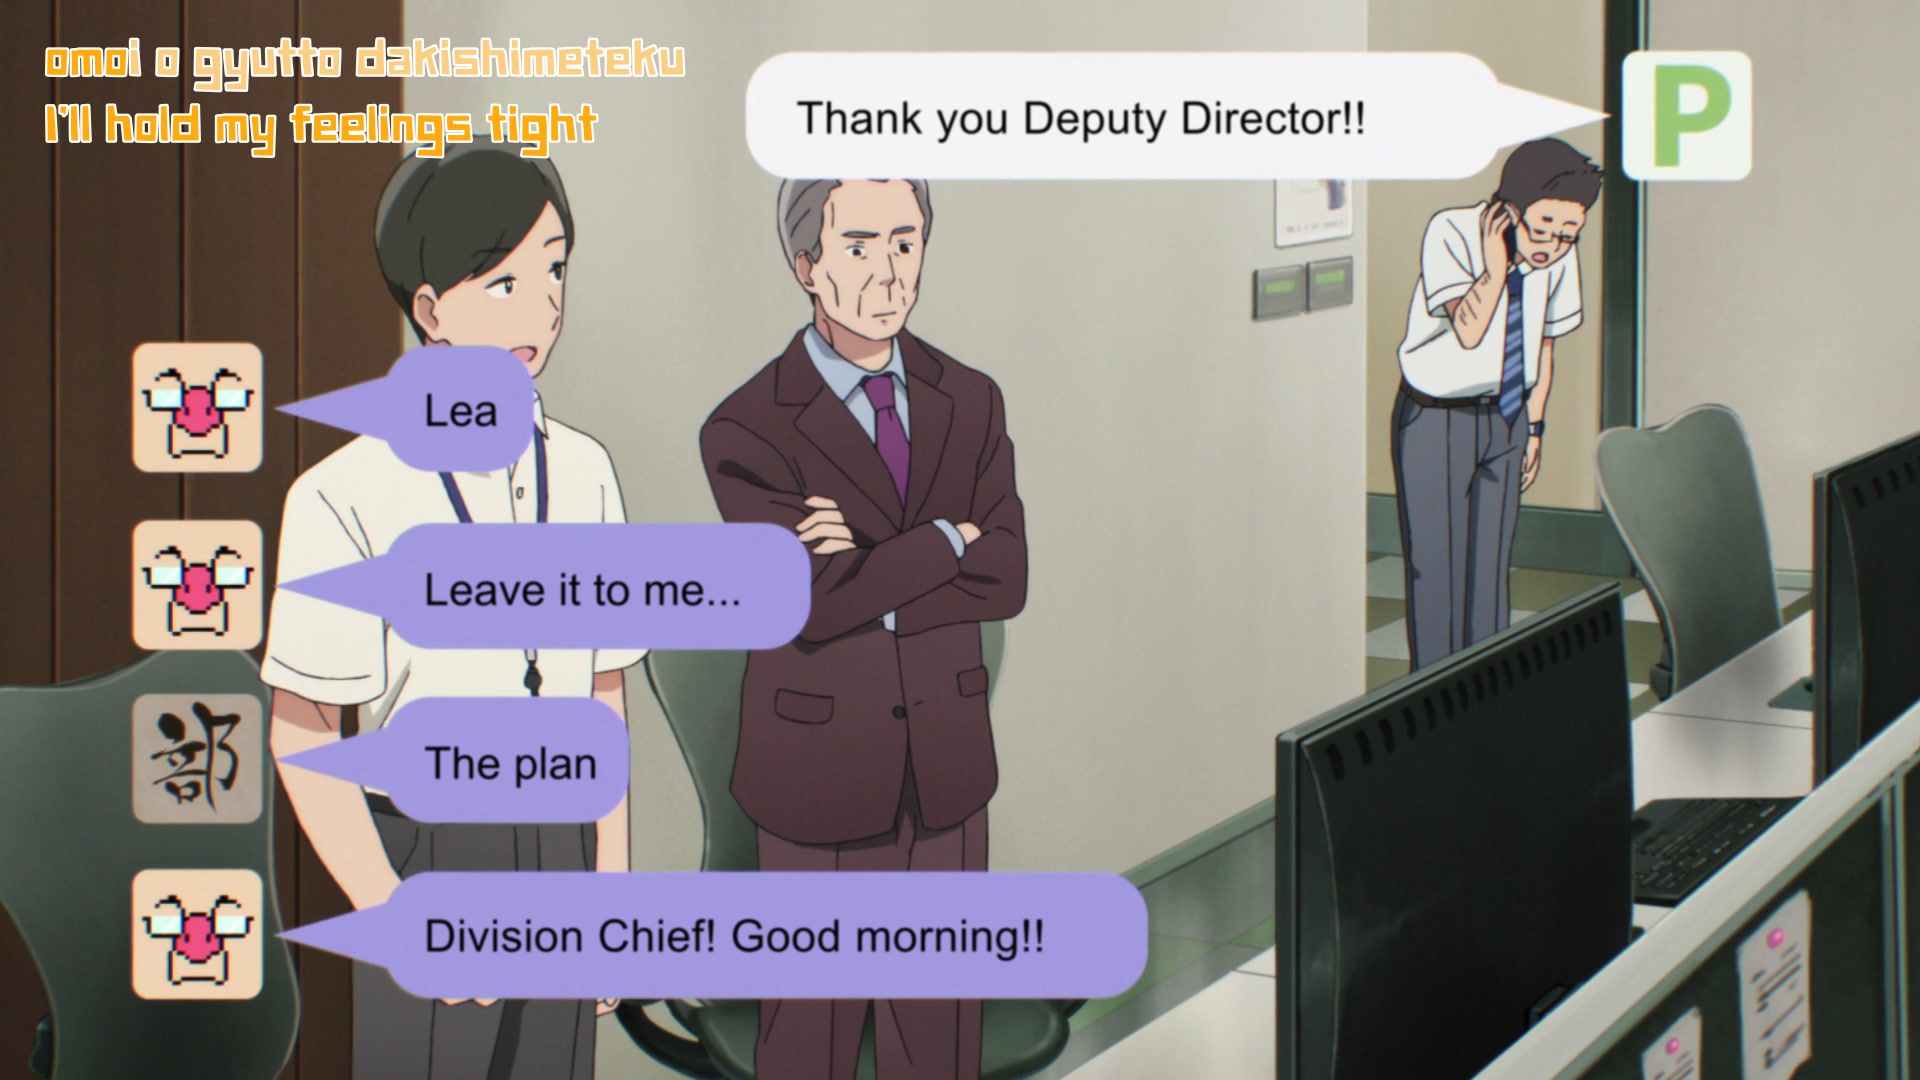 omoi o gyutto dakishimeteku
I'll hold my feelings tight
Thank you Deputy Director!!
P
Lea
Leave it to me...
部
The plan
Division Chief! Good morning!!